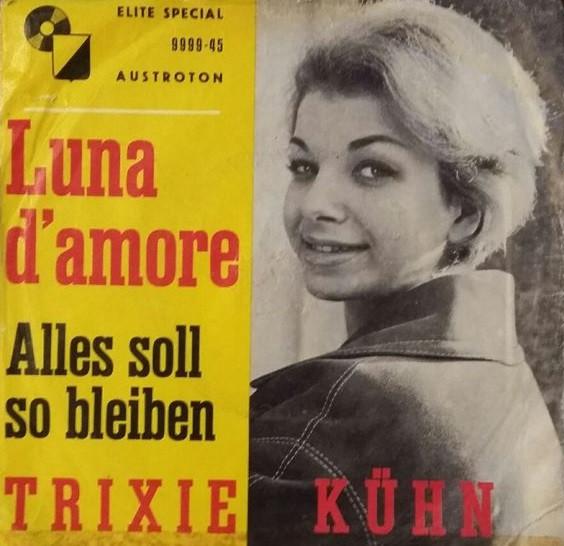 ELITE SPECIAL
9999-45
AUSTROTON
Luna
d'amore
Alles soll
so bleiben
TRIXIE KÜHN